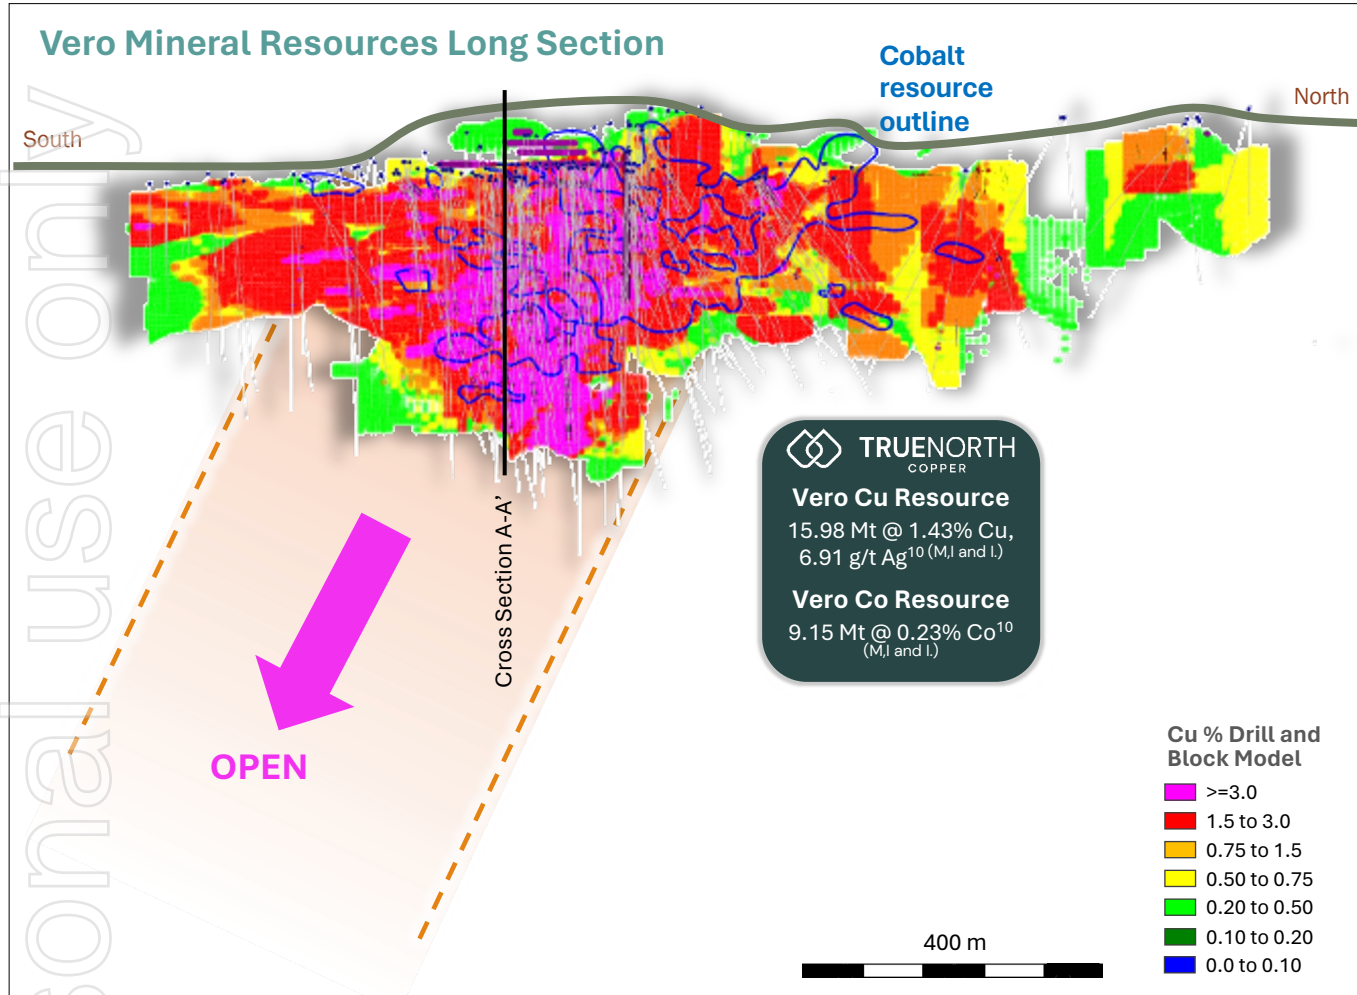 Vero Mineral Resources Long Section
Cobalt
resource
outline
South
North
Cross Section A-A'
TRUENORTH
COPPER
Vero Cu Resource
15.98 Mt @ 1.43% Cu,
6.91 g/t Ag10 (M,I and I.)
Vero Co Resource
9.15 Mt @ 0.23% Co10
(M,I and I.)
OPEN
Cu % Drill and
Block Model
>=3.0
1.5 to 3.0
0.75 to 1.5
0.50 to 0.75
0.20 to 0.50
0.10 to 0.20
0.0 to 0.10
400 m
sonal use only